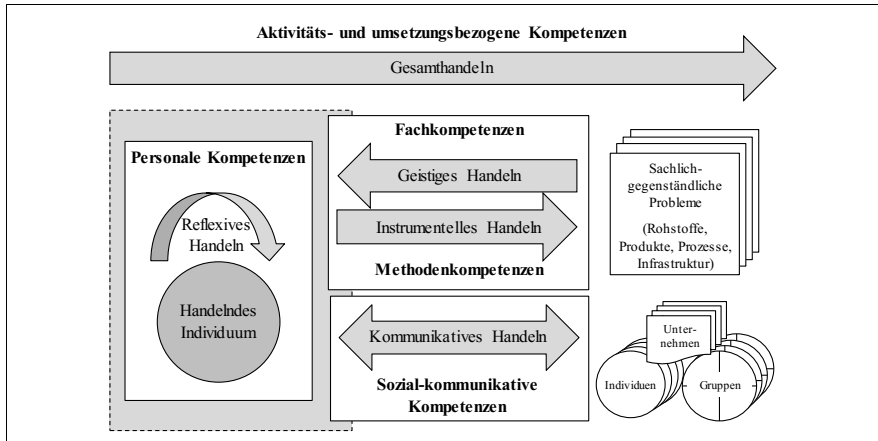 Aktivitäts- und umsetzungsbezogene Kompetenzen
Gesamthandeln
Personale Kompetenzen
Reflexives
Handeln
Handelndes
Individuum
Fachkompetenzen
Geistiges Handeln
Instrumentelles Handeln
Methodenkompetenzen
Kommunikatives Handeln
Sozial-kommunikative
Kompetenzen
Sachlich-
gegenständliche
Probleme
(Rohstoffe,
Produkte, Prozesse,
Infrastruktur)
Unter-
nehmen
Individuen
Gruppen